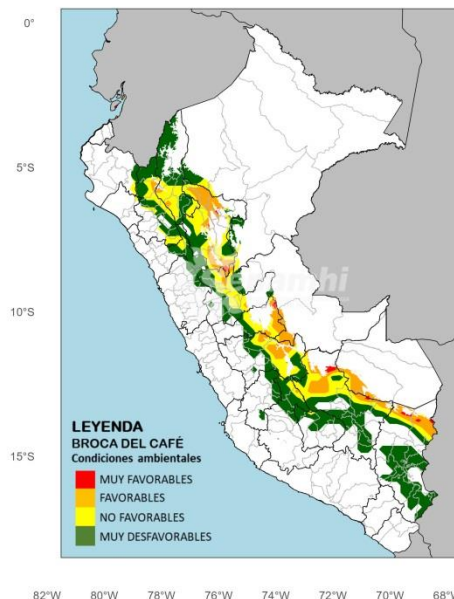 0°
5°S
10°S
15°S
senamhi
LEYENDA
BROCA DEL CAFÉ
Condiciones ambientales
MUY FAVORABLES
FAVORABLES
NO FAVORABLES
MUY DESFAVORABLES
82°W 80°W 78°W 76°W 74°W 72°W 70°W 68°W